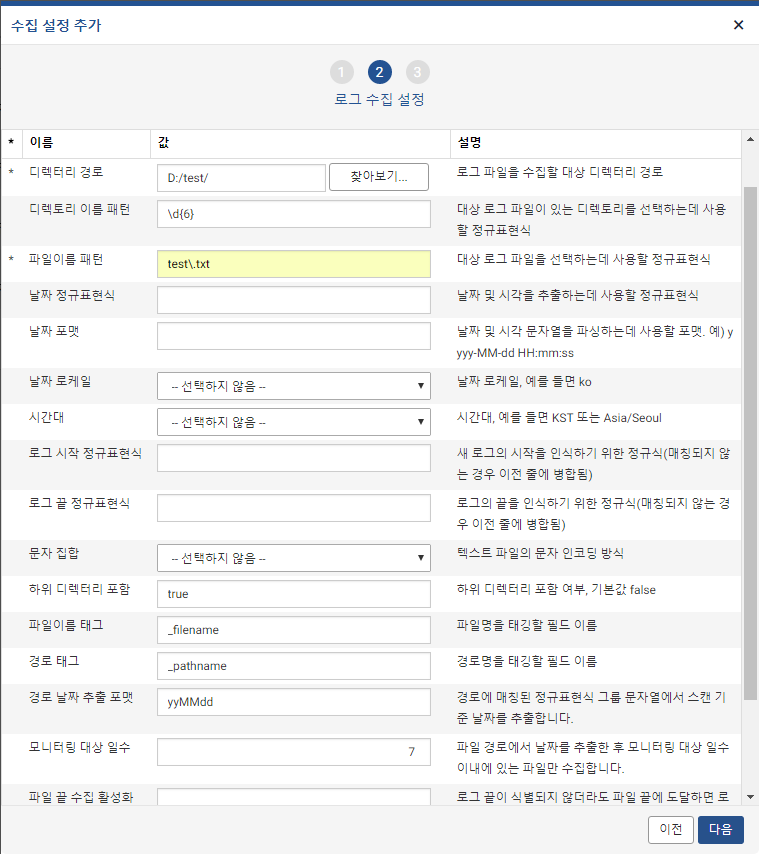 수집 설정 추가 ×
1 2 3
로그 수집 설정
* 이름 값 설명
* 디렉터리 경로 D:/test/ 찾아보기... 로그 파일을 수집할 대상 디렉터리 경로
디렉토리 이름 패턴 \d{6} 대상 로그 파일이 있는 디렉토리를 선택하는데 사용
할 정규표현식
* 파일이름 패턴 test\.txt 대상 로그 파일을 선택하는데 사용할 정규표현식
날짜 정규표현식 날짜 및 시각을 추출하는데 사용할 정규표현식
날짜 포맷 날짜 및 시각 문자열을 파싱하는데 사용할 포맷. 예) y
yyy-MM-dd HH:mm:ss
날짜 로케일 -- 선택하지 않음 -- 날짜 로케일, 예를 들면 ko
시간대 -- 선택하지 않음 -- 시간대, 예를 들면 KST 또는 Asia/Seoul
로그 시작 정규표현식 새 로그의 시작을 인식하기 위한 정규식(매칭되지 않
는 경우 이전 줄에 병합됨)
로그 끝 정규표현식 로그의 끝을 인식하기 위한 정규식(매칭되지 않는 경
우 이전 줄에 병합됨)
문자 집합 -- 선택하지 않음 -- 텍스트 파일의 문자 인코딩 방식
하위 디렉터리 포함 true 하위 디렉터리 포함 여부, 기본값 false
파일이름 태그 _filename 파일명을 태깅할 필드 이름
경로 태그 _pathname 경로명을 태깅할 필드 이름
경로 날짜 추출 포맷 yyMMdd 경로에 매칭된 정규표현식 그룹 문자열에서 스캔 기
준 날짜를 추출합니다.
모니터링 대상 일수 7 파일 경로에서 날짜를 추출한 후 모니터링 대상 일수
이내에 있는 파일만 수집합니다.
파일 끝 수집 활성화 로그 끝이 식별되지 않더라도 파일 끝에 도달하면 로
이전 다음